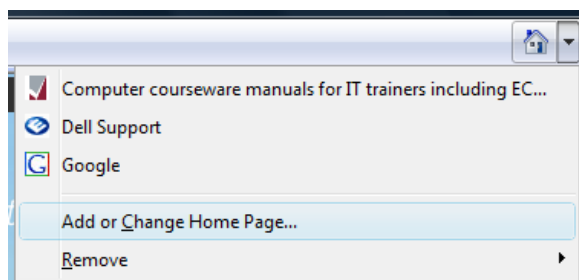 Computer courseware manuals for IT trainers including EC...
Dell Support
Google
Add or Change Home Page...
Remove